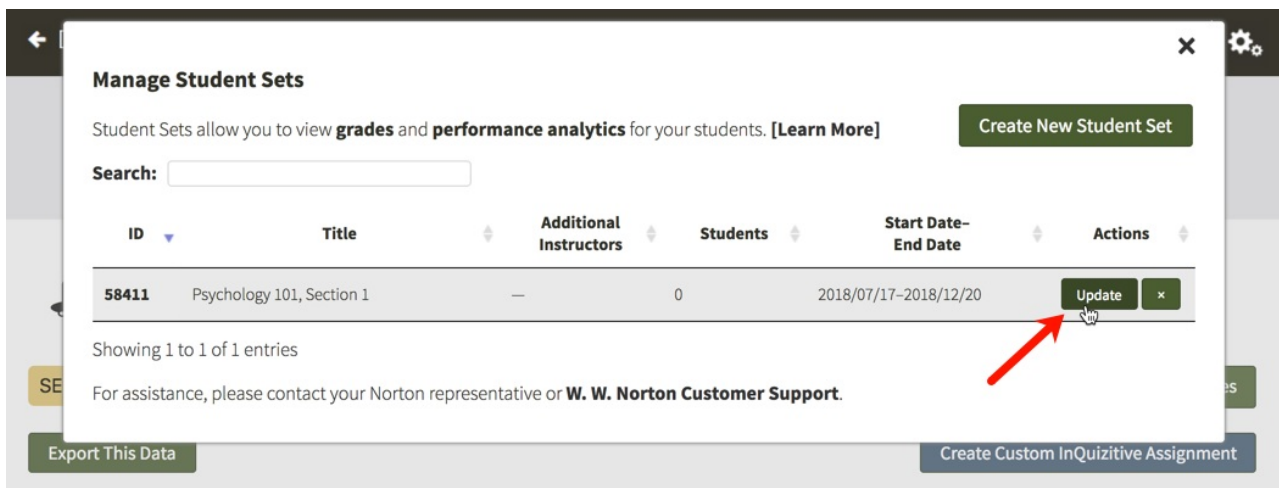 Manage Student Sets
Student Sets allow you to view grades and performance analytics for your students. [Learn More]
Create New Student Set
Search:
ID Title Additional Instructors Students Start Date– End Date Actions
58411 Psychology 101, Section 1 — 0 2018/07/17–2018/12/20 Update ×
Showing 1 to 1 of 1 entries
SE
For assistance, please contact your Norton representative or W. W. Norton Customer Support.
es
Export This Data
Create Custom InQuizitive Assignment